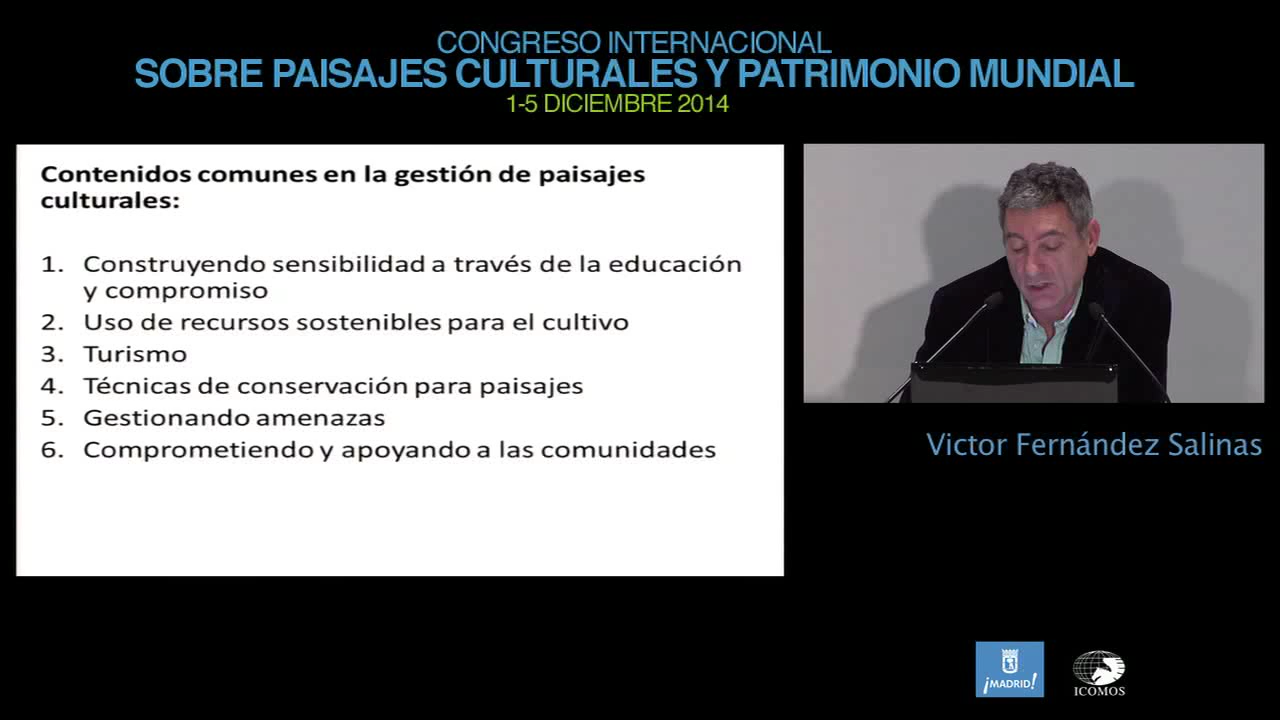 CONGRESO INTERNACIONAL
SOBRE PAISAJES CULTURALES Y PATRIMONIO MUNDIAL
1-5 DICIEMBRE 2014
Contenidos comunes en la gestión de paisajes
culturales:
1. Construyendo sensibilidad a través de la educación
y compromiso
2. Uso de recursos sostenibles para el cultivo
3. Turismo
4. Técnicas de conservación para paisajes
5. Gestionando amenazas
6. Comprometiendo y apoyando a las comunidades
Victor Fernández Salinas
¡MADRID!
ICOMOS